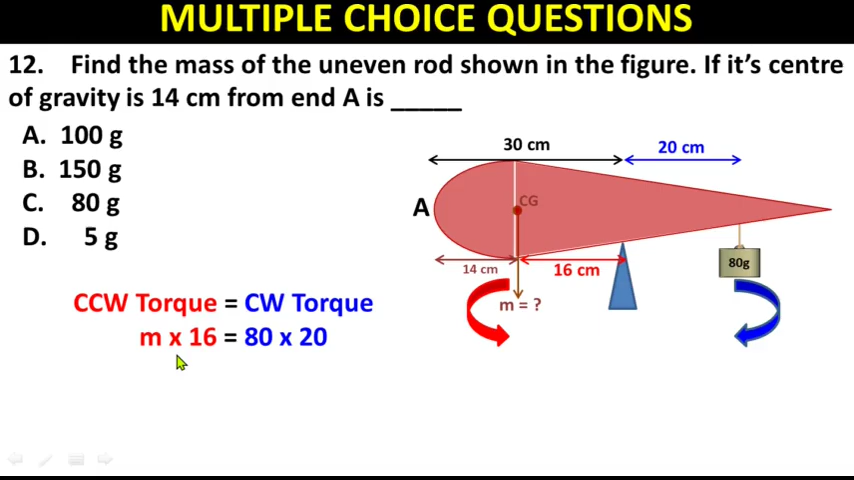 MULTIPLE CHOICE QUESTIONS
12. Find the mass of the uneven rod shown in the figure. If it’s centre
of gravity is 14 cm from end A is _____
A. 100 g
B. 150 g
C. 80 g
D. 5 g
30 cm
20 cm
A
CG
14 cm
16 cm
80g
m = ?
CCW Torque = CW Torque
m x 16 = 80 x 20